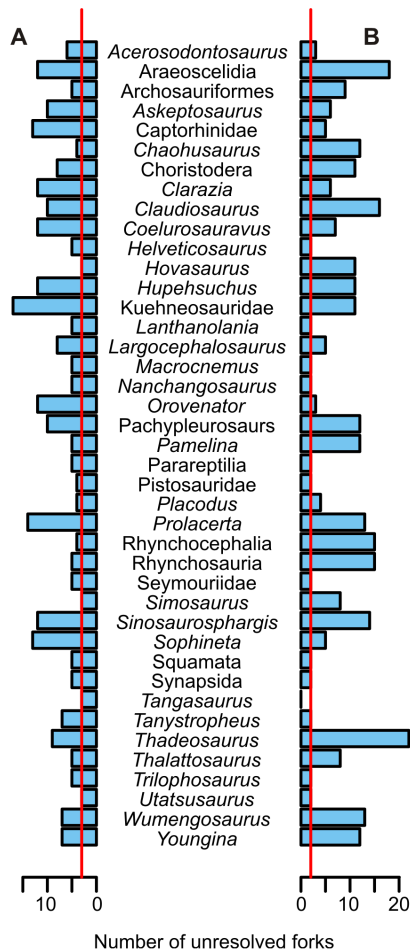 A B
Acerosodontosaurus
Araeoscelidia
Archosauriformes
Askeptosaurus
Captorhinidae
Chaohusaurus
Choristodera
Clarazia
Claudiosaurus
Coelurosauravus
Helveticosaurus
Hovasaurus
Hupehsuchus
Kuehneosauridae
Lanthanolania
Largocephalosaurus
Macrocnemus
Nanchangosaurus
Orovenator
Pachypleurosaurs
Pamelina
Parareptilia
Pistosauridae
Placodus
Prolacerta
Rhynchocephalia
Rhynchosauria
Seymouriidae
Simosaurus
Sinosaurosphargis
Sophineta
Squamata
Synapsida
Tangasaurus
Tanystropheus
Thadeosaurus
Thalattosaurus
Trilophosaurus
Utatsusaurus
Wumengosaurus
Youngina
10 0 0 10 20
Number of unresolved forks